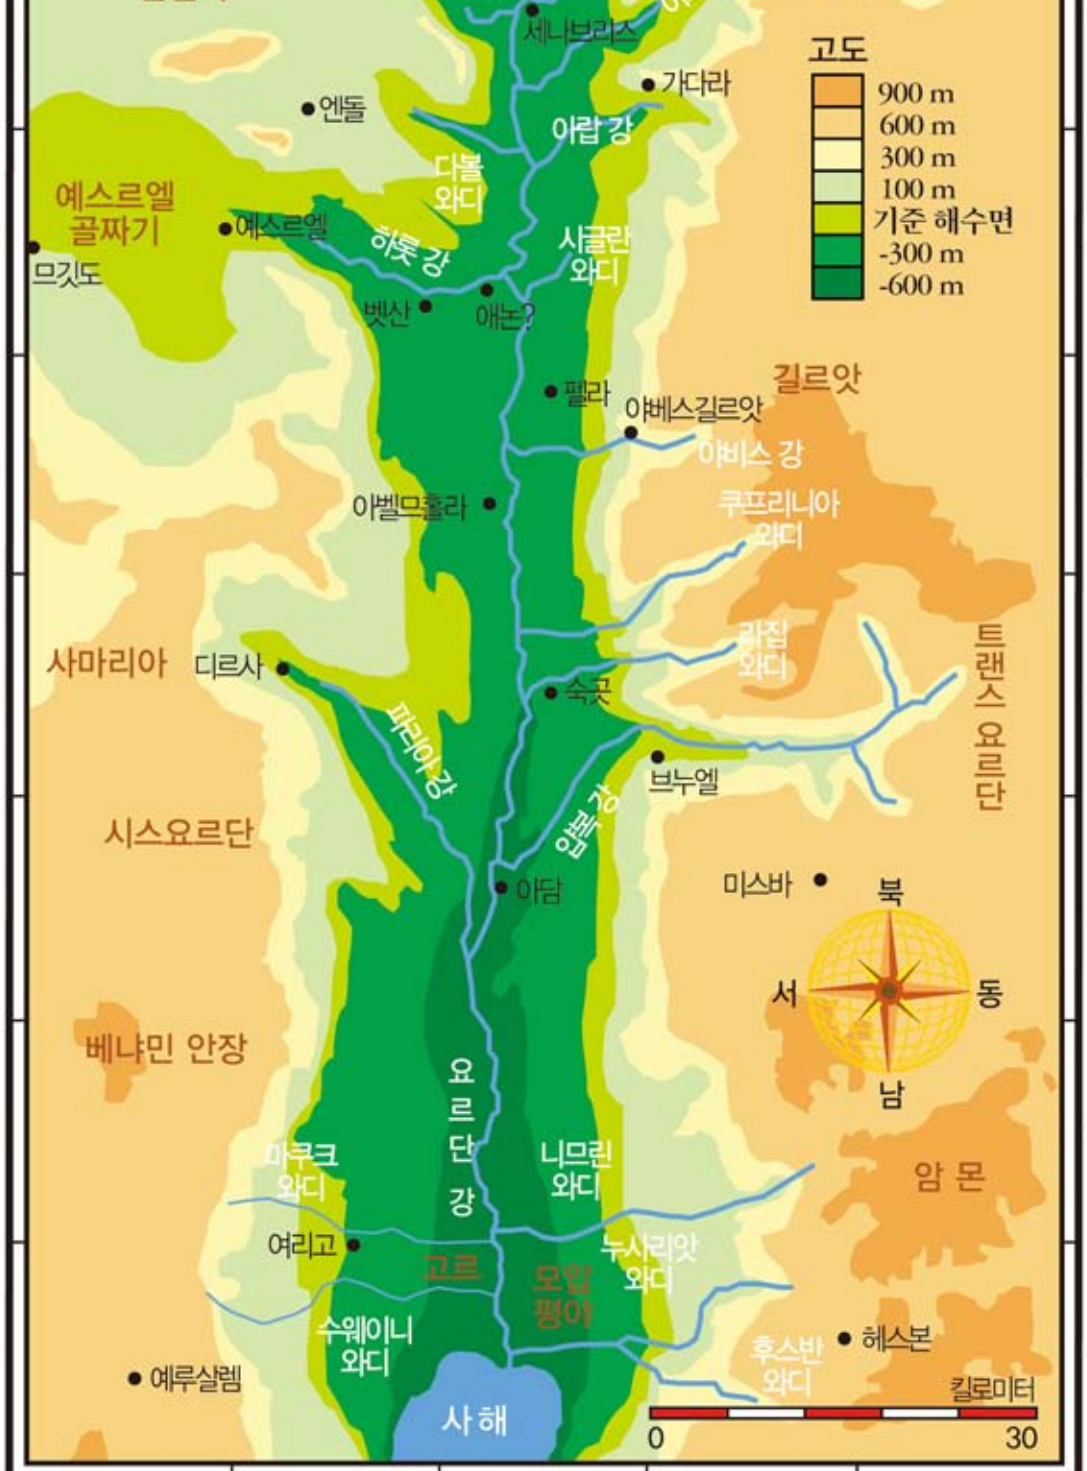 세나브리스
고도
900 m
600 m
300 m
100 m
기준 해수면
-300 m
-600 m
가다라
엔돌
야랍 강
다볼
와디
예스르엘
골짜기
예스르엘
하롯 강
시글란
와디
므깃도
벳산
애논?
길르앗
펠라
야베스길르앗
야비스 강
쿠프리니아
와디
아벨므홀라
트랜스 요르단
라집
와디
사마리아
디르사
숙곳
파리아 강
브누엘
시스요르단
얍복 강
미스바
아담
북
서
동
남
베냐민 안장
요르단 강
마쿠크
와디
니므린
와디
암 몬
여리고
고르
모압
평야
누사리앗
와디
수웨이니
와디
헤스본
후스반
와디
예루살렘
사해
킬로미터
0
30